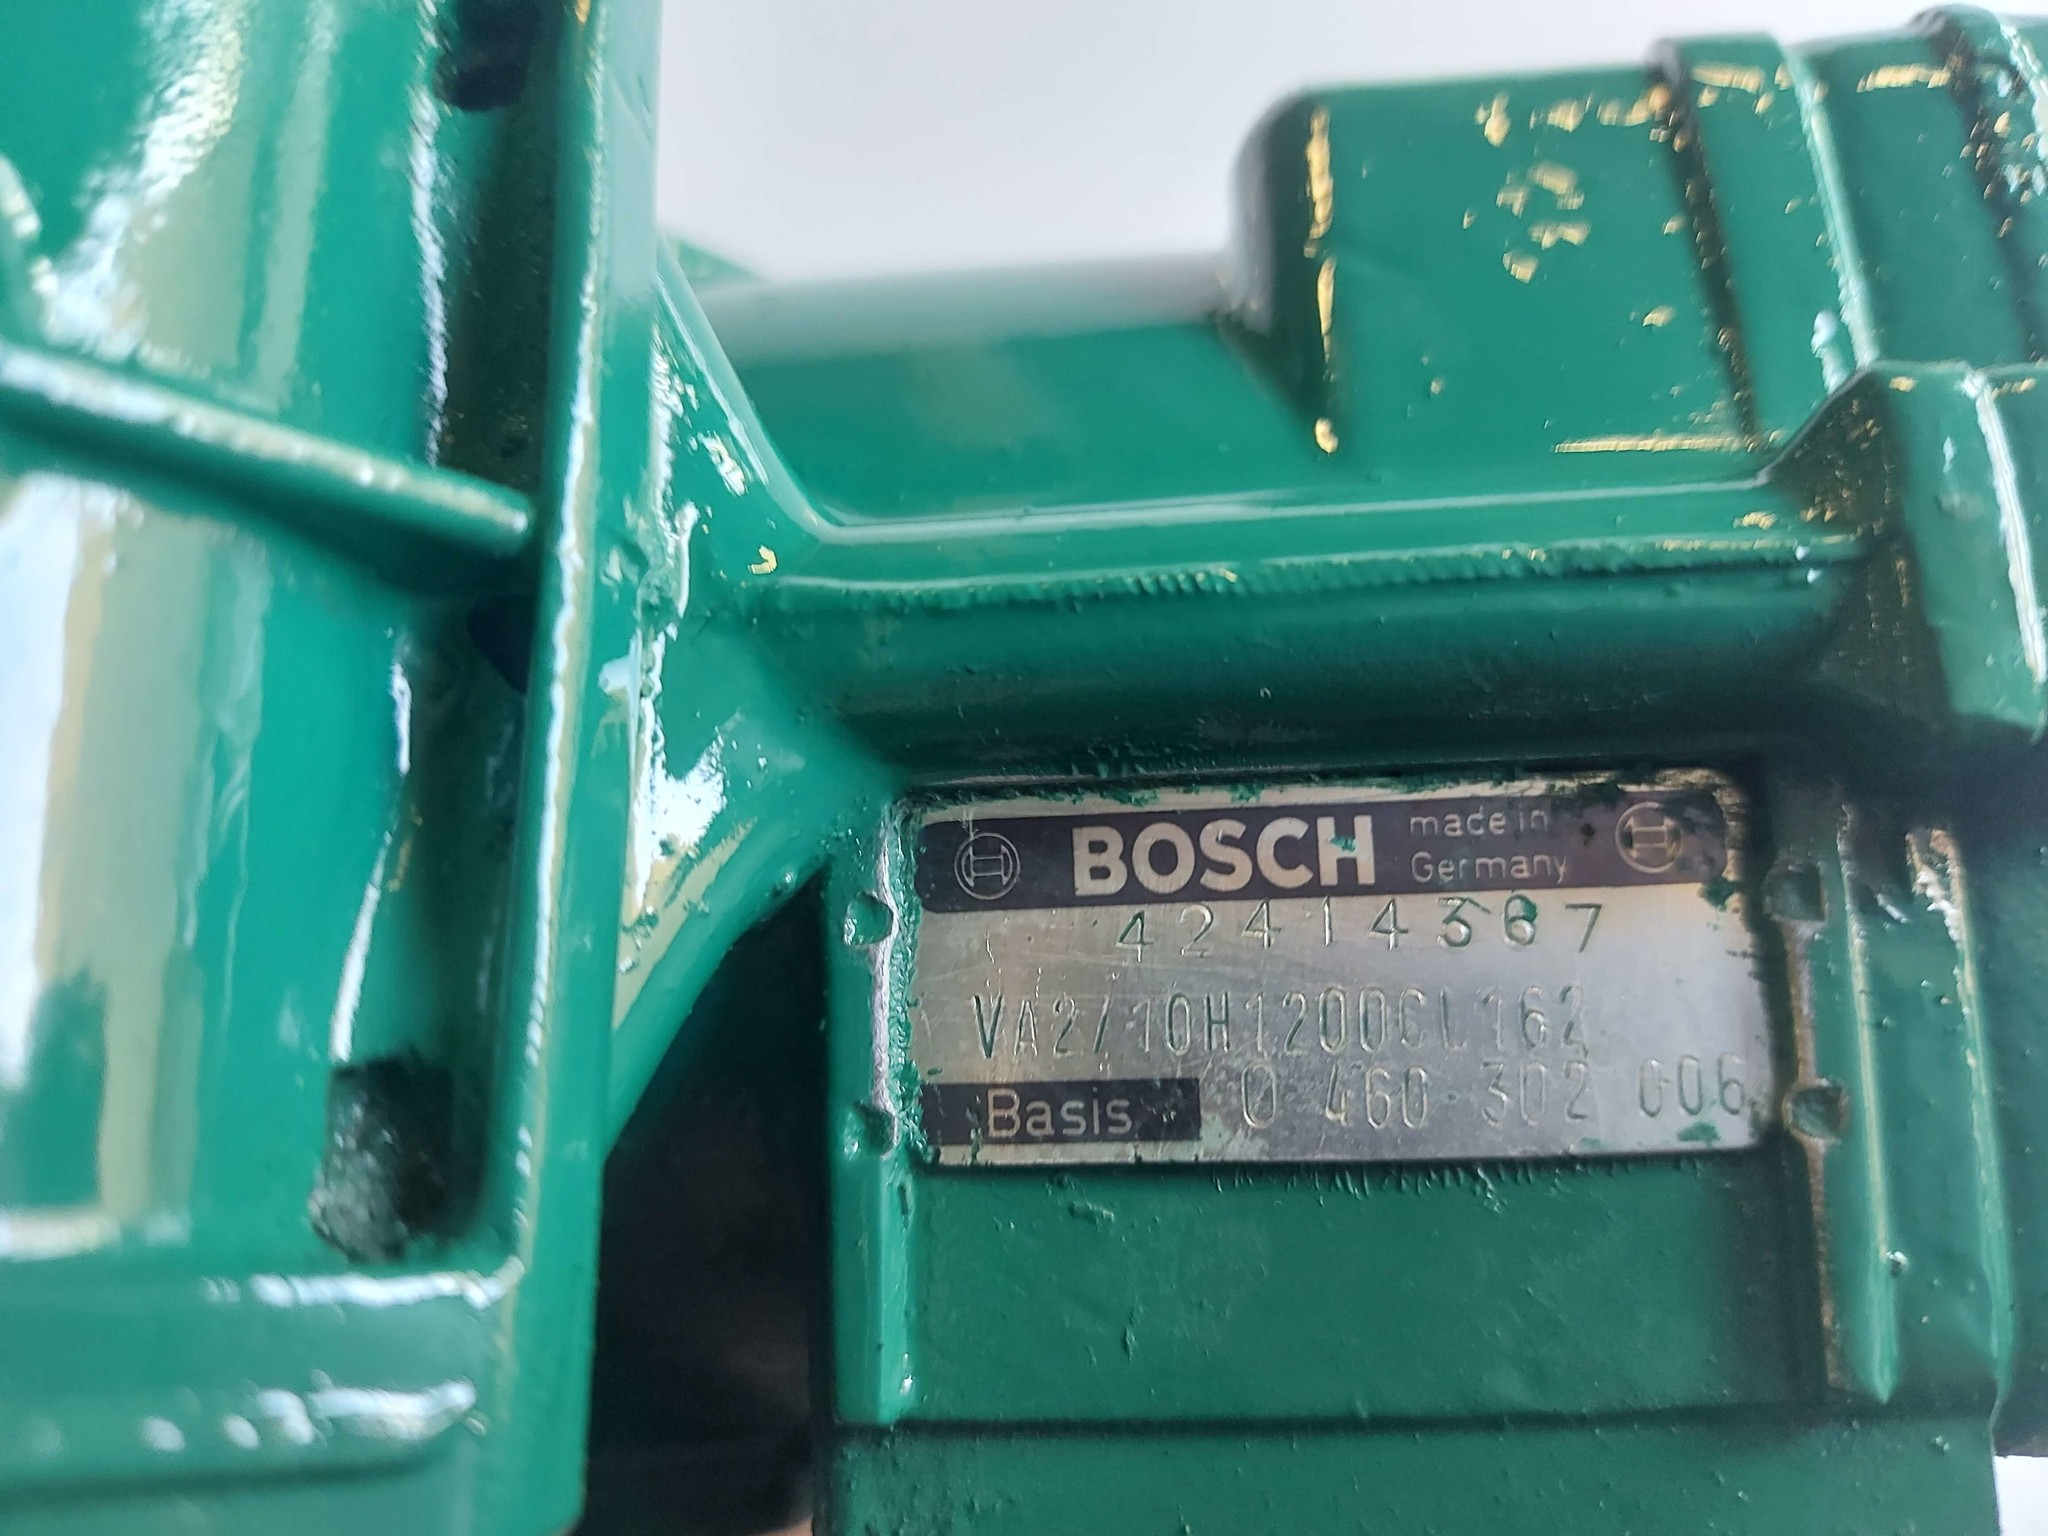 BOSCH made in Germany
42414367
VA2/10H1200CL162
Basis 0 460 302 006